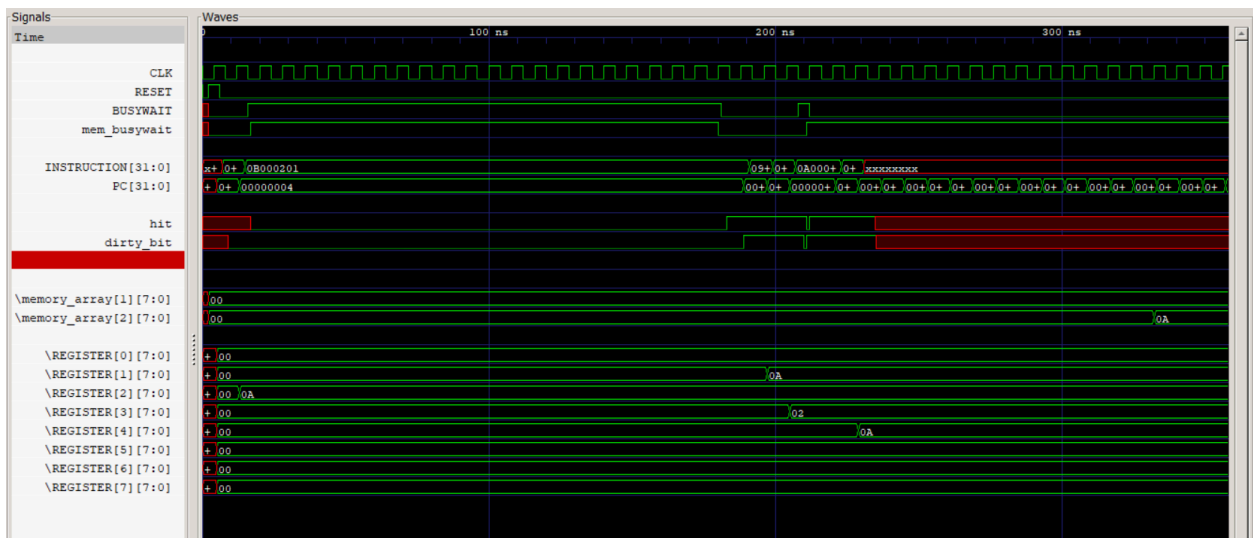 Signals Waves
Time 0 100 ns 200 ns 300 ns
CLK
RESET
BUSYWAIT
mem_busywait
INSTRUCTION[31:0] x+ 0+ 0B000201 09+ 0+ 0A000+ 0+ xxxxxxxx
PC[31:0] + 0+ 00000004 00+ 0+ 00000+ 0+ 00+ 0+ 00+ 0+ 0+ 00+ 0+ 00+ 0+ 0+ 00+ 0+ 00+ 0+ 00+ 0+
hit
dirty_bit
\memory_array[1][7:0] 00
\memory_array[2][7:0] 00 0A
\REGISTER[0][7:0] + 00
\REGISTER[1][7:0] + 00 0A
\REGISTER[2][7:0] + 00 0A
\REGISTER[3][7:0] + 00 02
\REGISTER[4][7:0] + 00 0A
\REGISTER[5][7:0] + 00
\REGISTER[6][7:0] + 00
\REGISTER[7][7:0] + 00